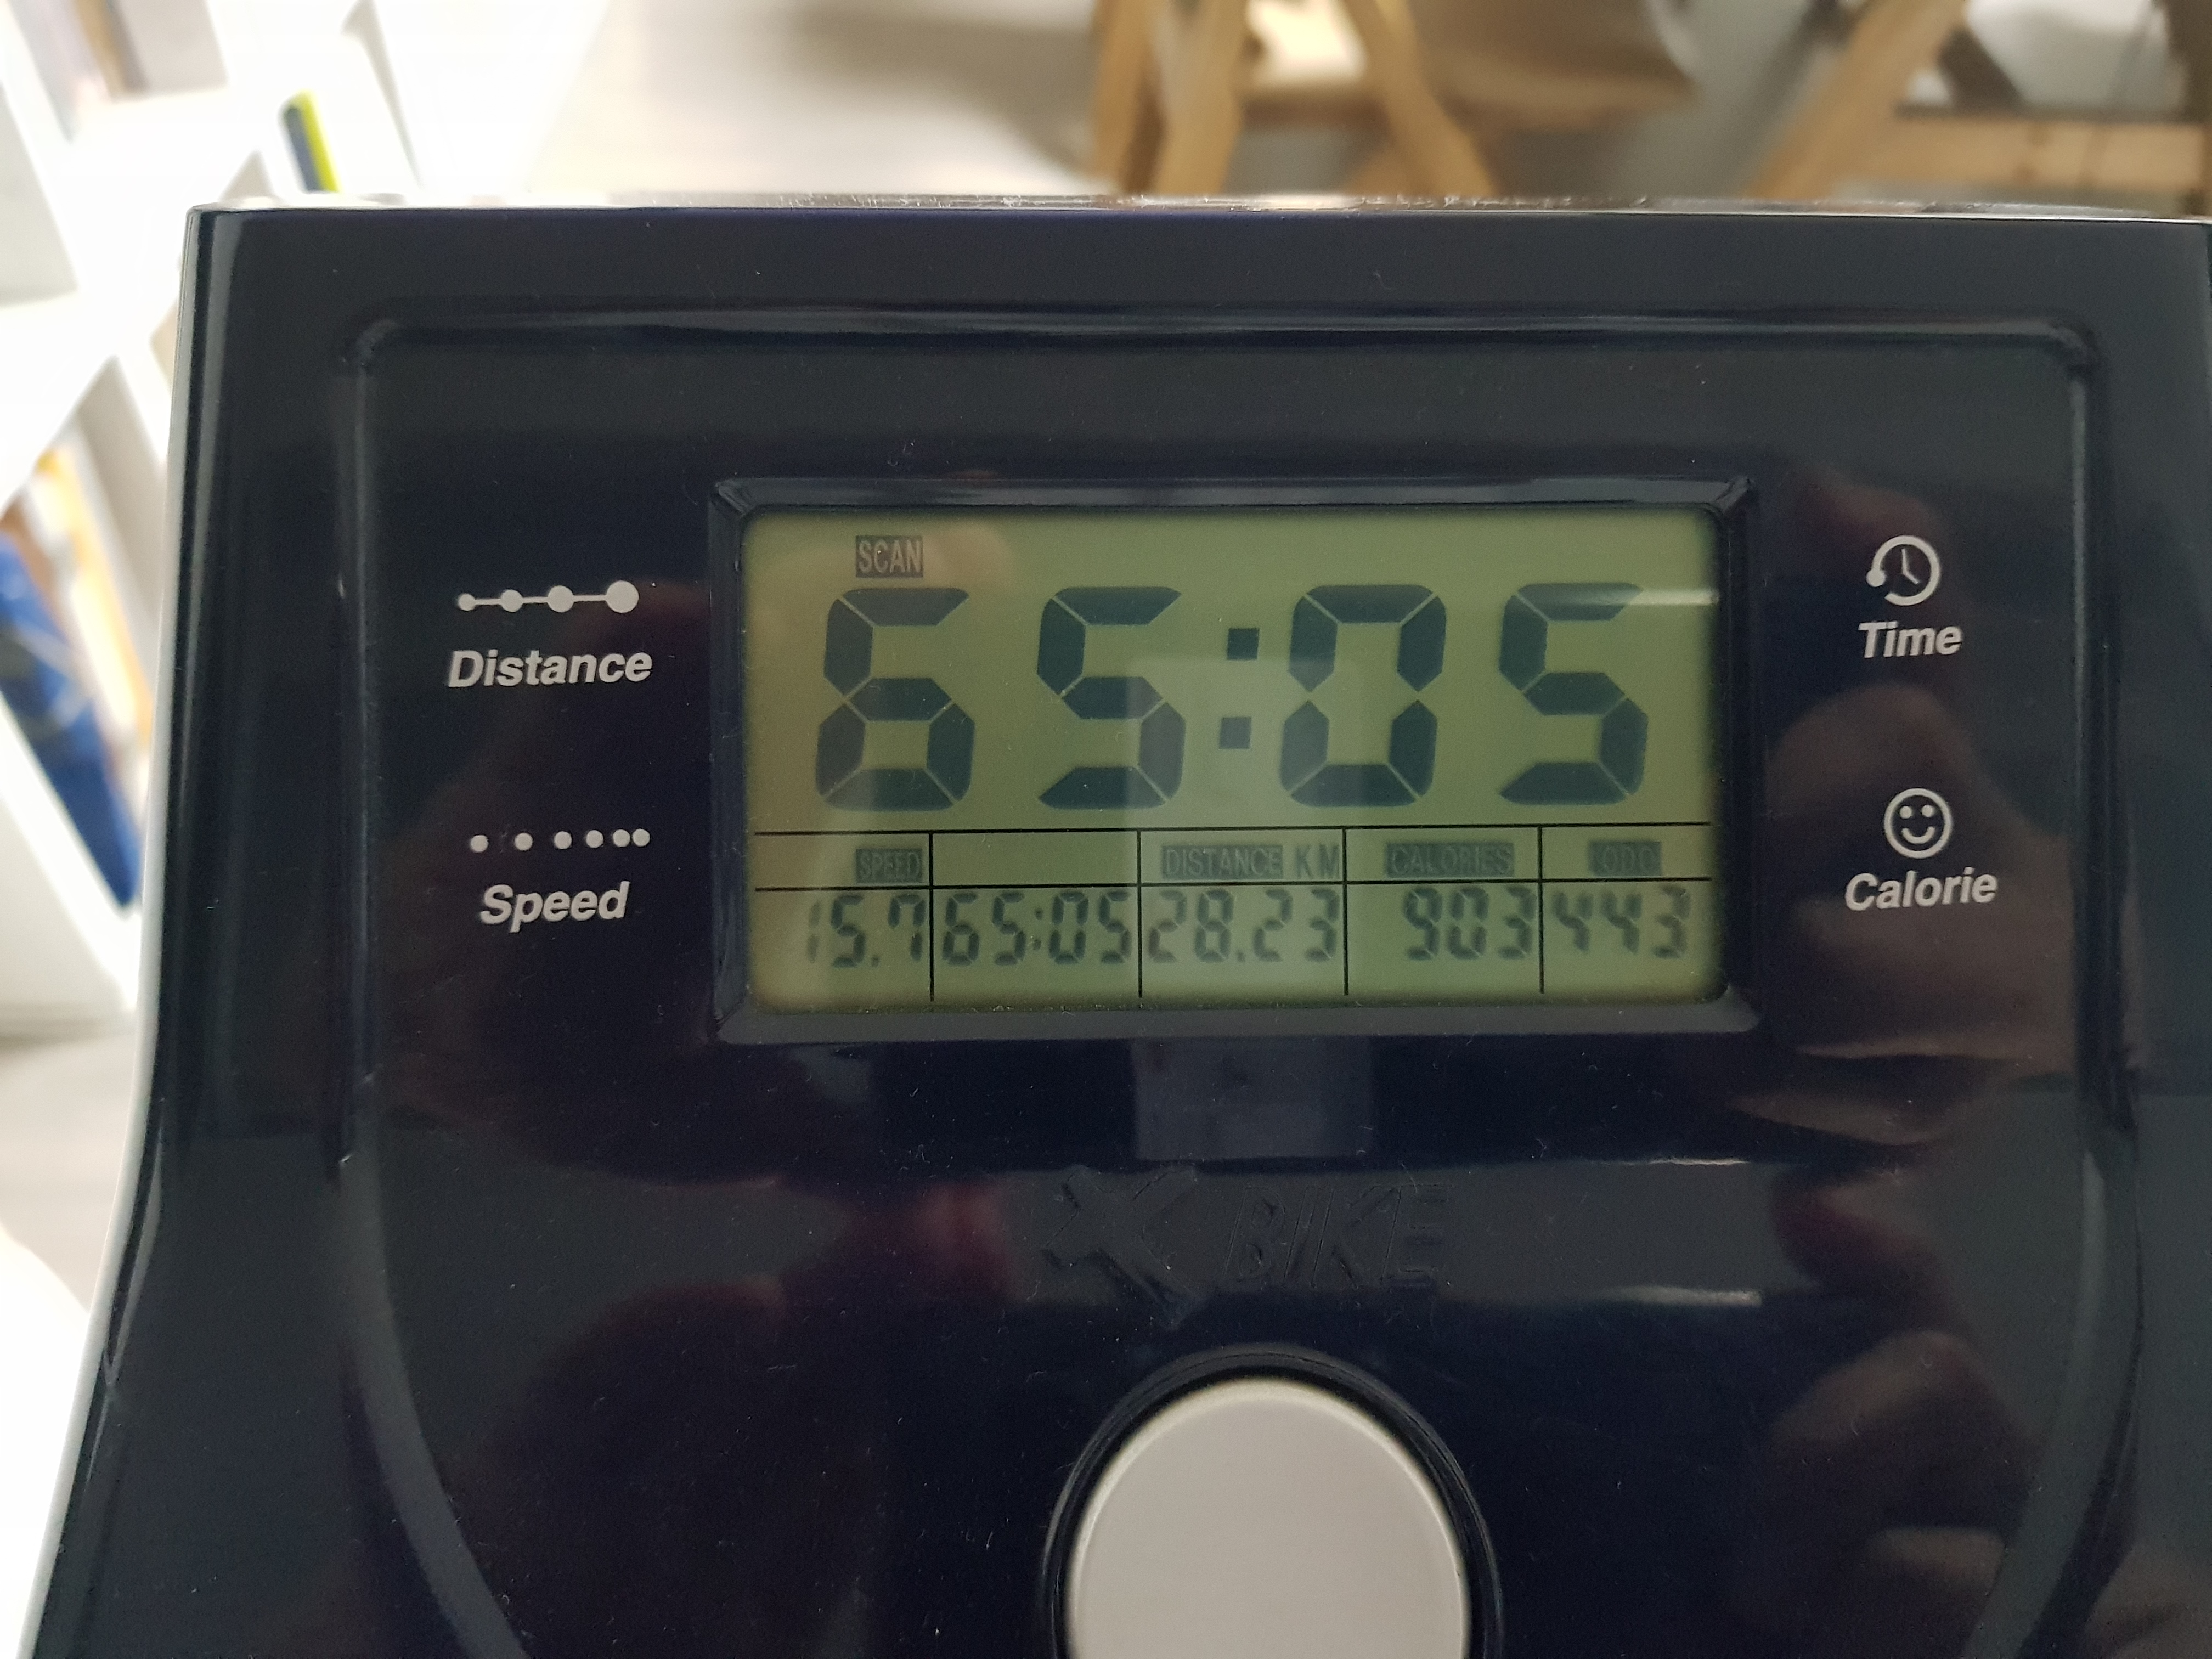 SCAN
65:05
Distance
Time
Speed
Calorie
SPEED DISTANCE KM CALORIES ODO
15.7 65:05 28.23 903 443
X BIKE